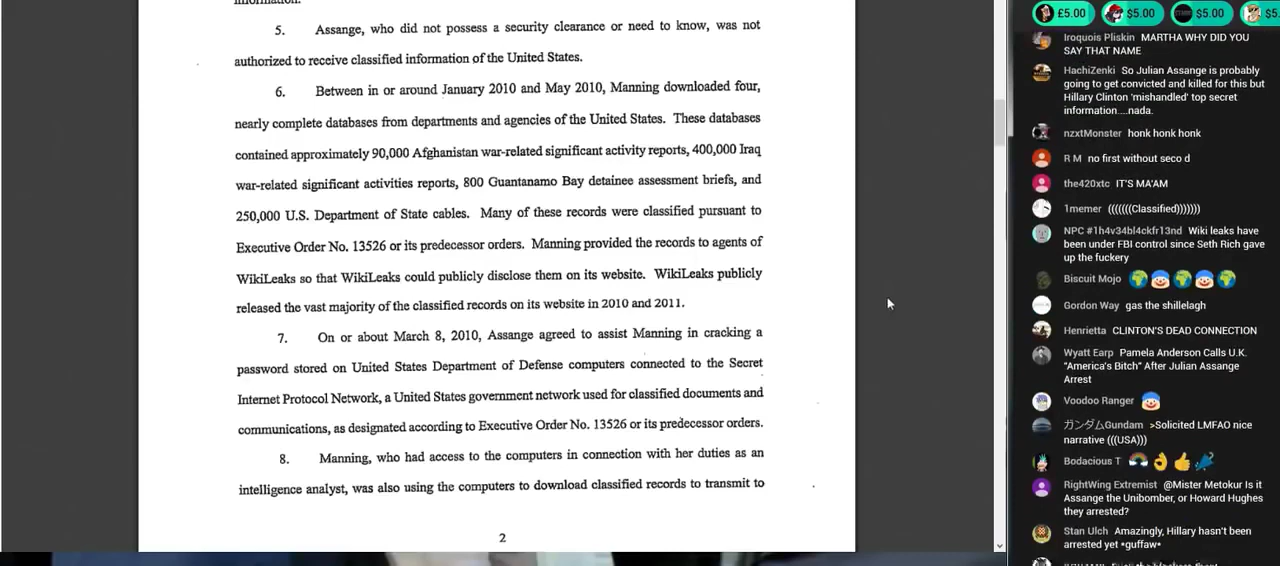 information.
5. Assange, who did not possess a security clearance or need to know, was not
authorized to receive classified information of the United States.
6. Between in or around January 2010 and May 2010, Manning downloaded four,
nearly complete databases from departments and agencies of the United States. These databases
contained approximately 90,000 Afghanistan war-related significant activity reports, 400,000 Iraq
war-related significant activities reports, 800 Guantanamo Bay detainee assessment briefs, and
250,000 U.S. Department of State cables. Many of these records were classified pursuant to
Executive Order No. 13526 or its predecessor orders. Manning provided the records to agents of
WikiLeaks so that WikiLeaks could publicly disclose them on its website. WikiLeaks publicly
released the vast majority of the classified records on its website in 2010 and 2011.
7. On or about March 8, 2010, Assange agreed to assist Manning in cracking a
password stored on United States Department of Defense computers connected to the Secret
Internet Protocol Network, a United States government network used for classified documents and
communications, as designated according to Executive Order No. 13526 or its predecessor orders.
8. Manning, who had access to the computers in connection with her duties as an
intelligence analyst, was also using the computers to download classified records to transmit to
2
£5.00 $5.00 $5.00 $5.
Iroquois Pliskin MARTHA WHY DID YOU
SAY THAT NAME
HachiZenki So Julian Assange is probably
going to get convicted and killed for this but
Hillary Clinton 'mishandled' top secret
information....nada.
nzxtMonster honk honk honk
R M no first without seco d
the420xtc IT'S MA'AM
1memer (((((((Classified)))))))
NPC #1h4v34bl4ckfr13nd Wiki leaks have
been under FBI control since Seth Rich gave
up the fuckery
Biscuit Mojo
Gordon Way gas the shillelagh
Henrietta CLINTON'S DEAD CONNECTION
Wyatt Earp Pamela Anderson Calls U.K.
"America's Bitch" After Julian Assange
Arrest
Voodoo Ranger
ガンダムGundam >Solicited LMFAO nice
narrative (((USA)))
Bodacious T
RightWing Extremist @Mister Metokur Is it
Assange the Unibomber, or Howard Hughes
they arrested?
Stan Ulch Amazingly, Hillary hasn't been
arrested yet *guffaw*